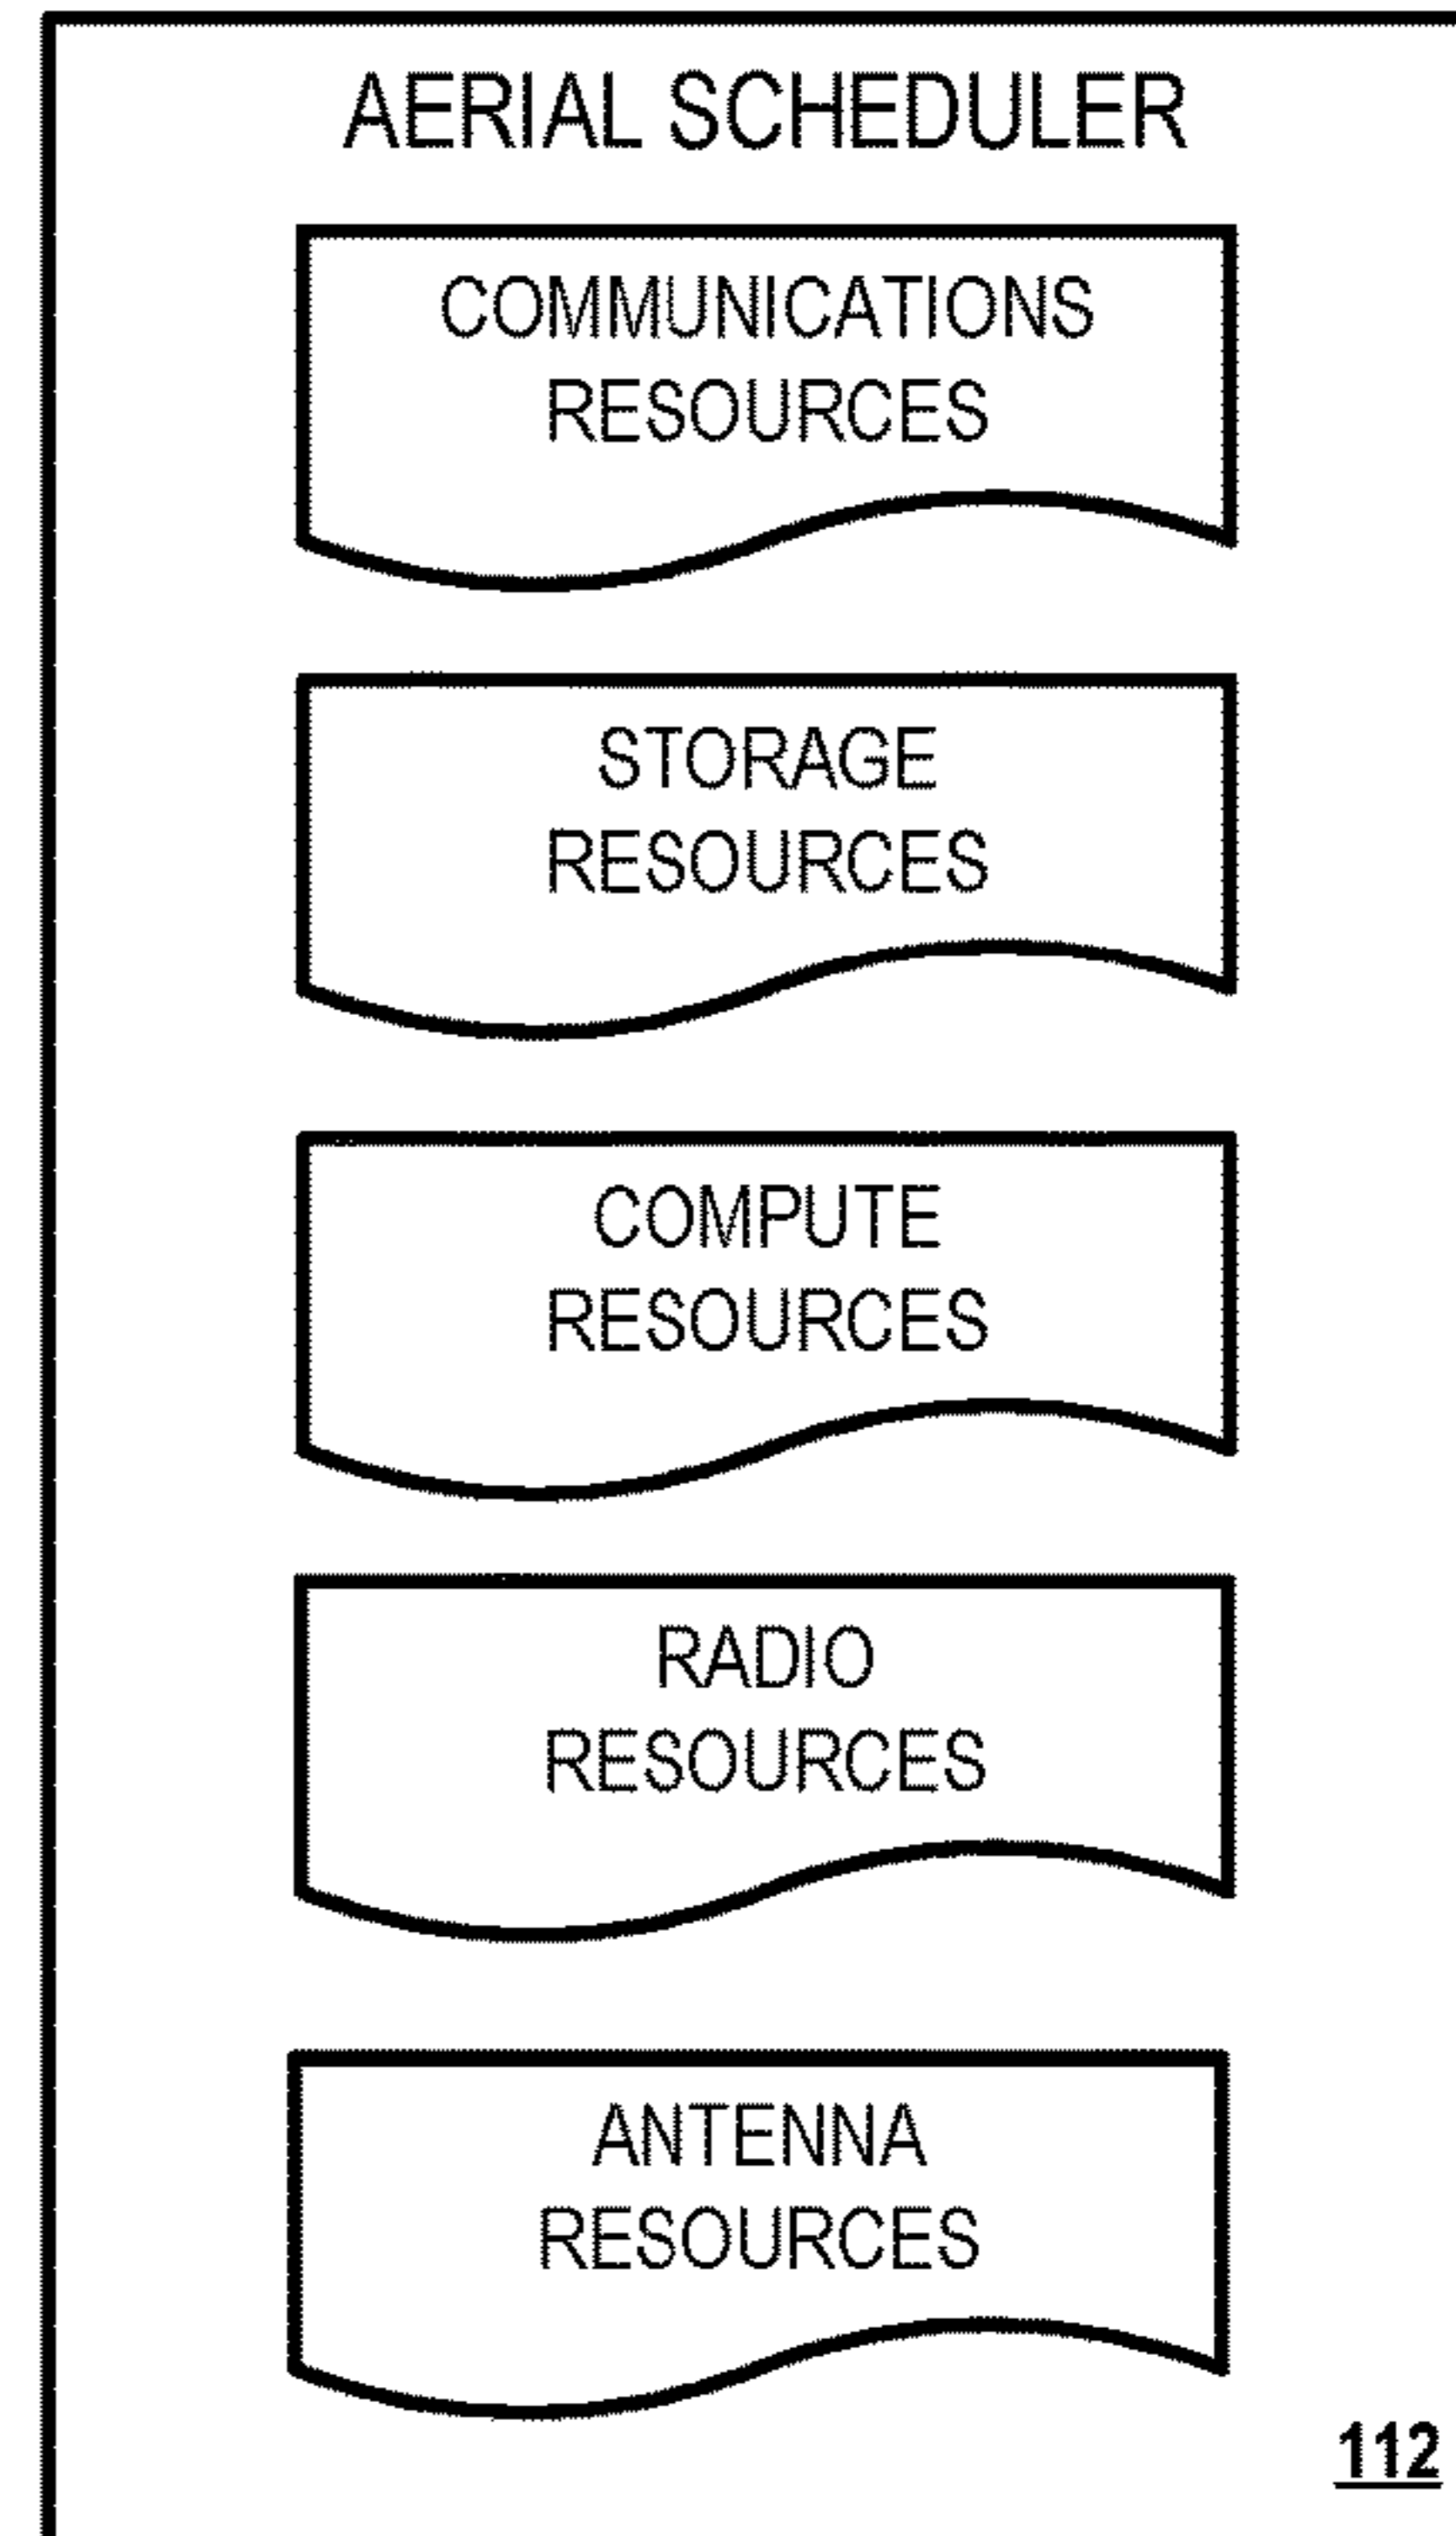 AERIAL SCHEDULER
COMMUNICATIONS
RESOURCES
STORAGE
RESOURCES
COMPUTE
RESOURCES
RADIO
RESOURCES
ANTENNA
RESOURCES
112